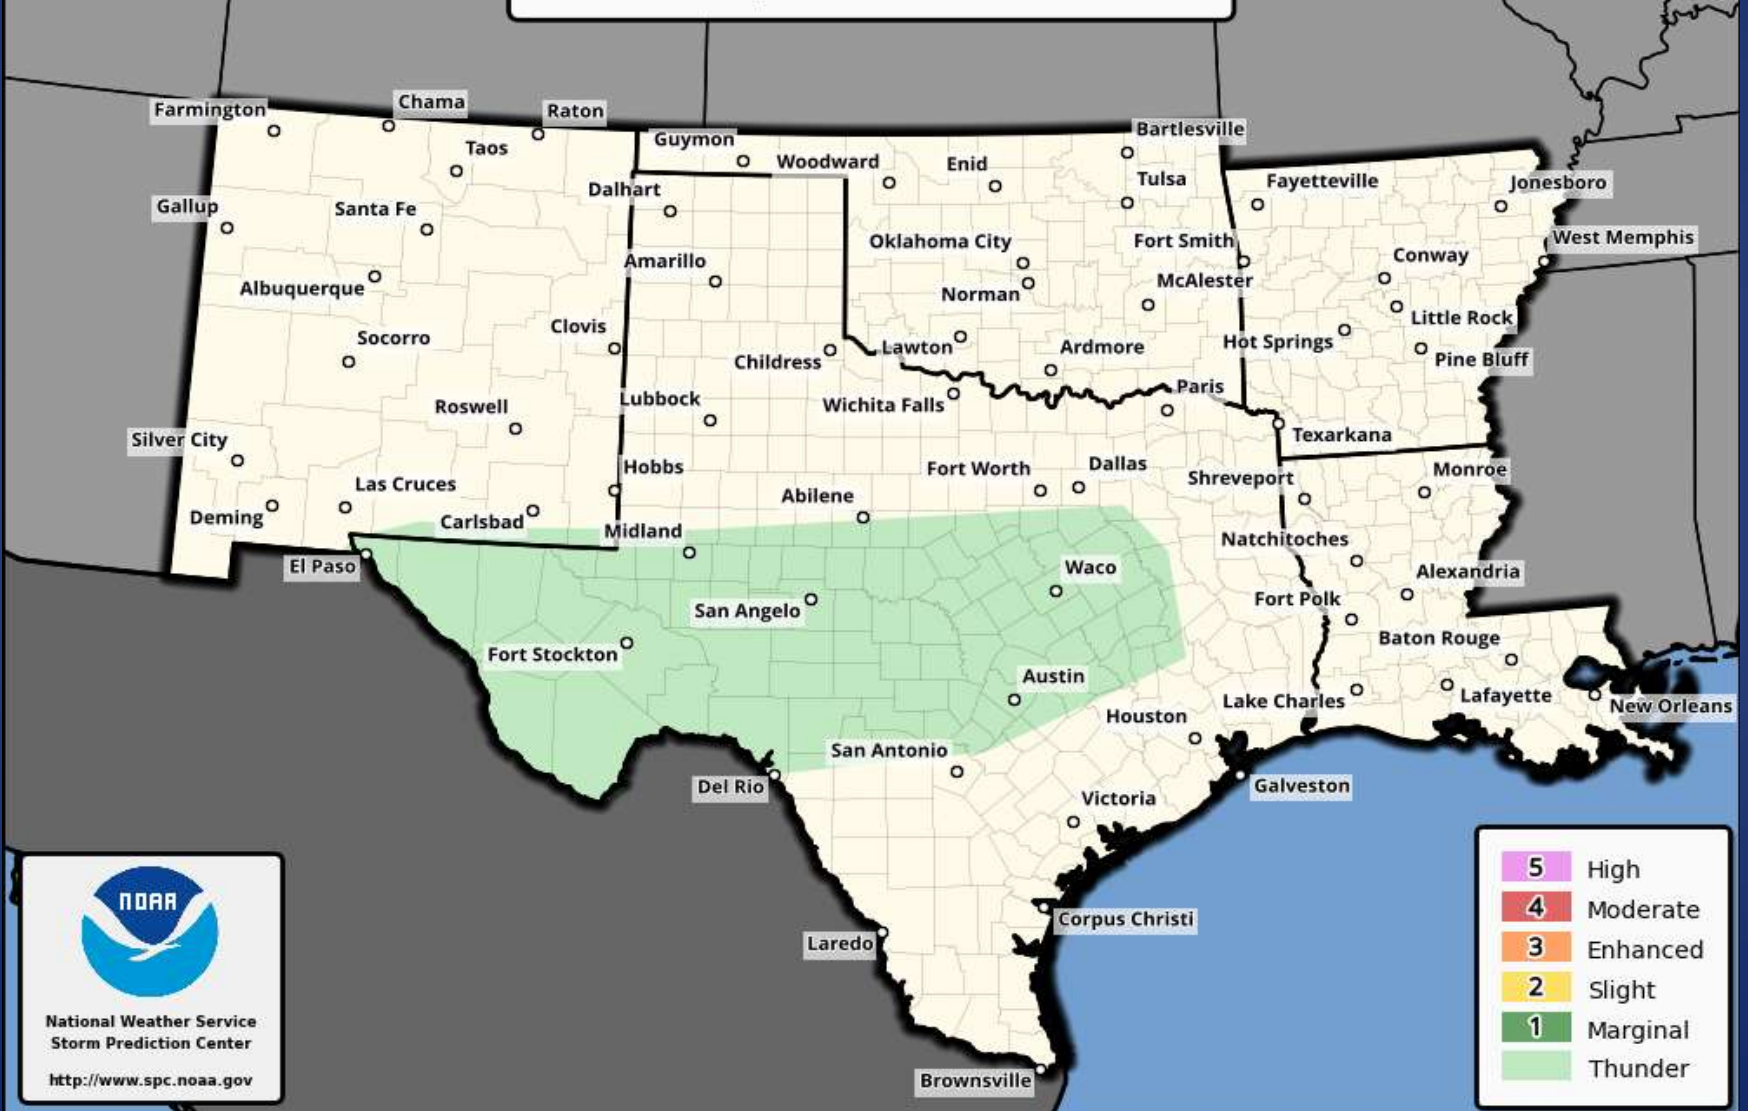 Farmington
Chama
Raton
Taos
Guymon
Woodward
Enid
Bartlesville
Tulsa
Fayetteville
Jonesboro
Gallup
Santa Fe
Dalhart
Oklahoma City
Fort Smith
West Memphis
Conway
Amarillo
McAlester
Albuquerque
Norman
Little Rock
Socorro
Clovis
Lawton
Ardmore
Hot Springs
Pine Bluff
Childress
Paris
Roswell
Lubbock
Wichita Falls
Silver City
Texarkana
Hobbs
Fort Worth
Dallas
Shreveport
Monroe
Las Cruces
Abilene
Deming
Carlsbad
Midland
Natchitoches
El Paso
Waco
Alexandria
San Angelo
Fort Polk
Fort Stockton
Baton Rouge
Austin
Lake Charles
Lafayette
New Orleans
Houston
San Antonio
Del Rio
Galveston
Victoria
Corpus Christi
Laredo
Brownsville
NOAA
National Weather Service
Storm Prediction Center
http://www.spc.noaa.gov
5 High
4 Moderate
3 Enhanced
2 Slight
1 Marginal
Thunder